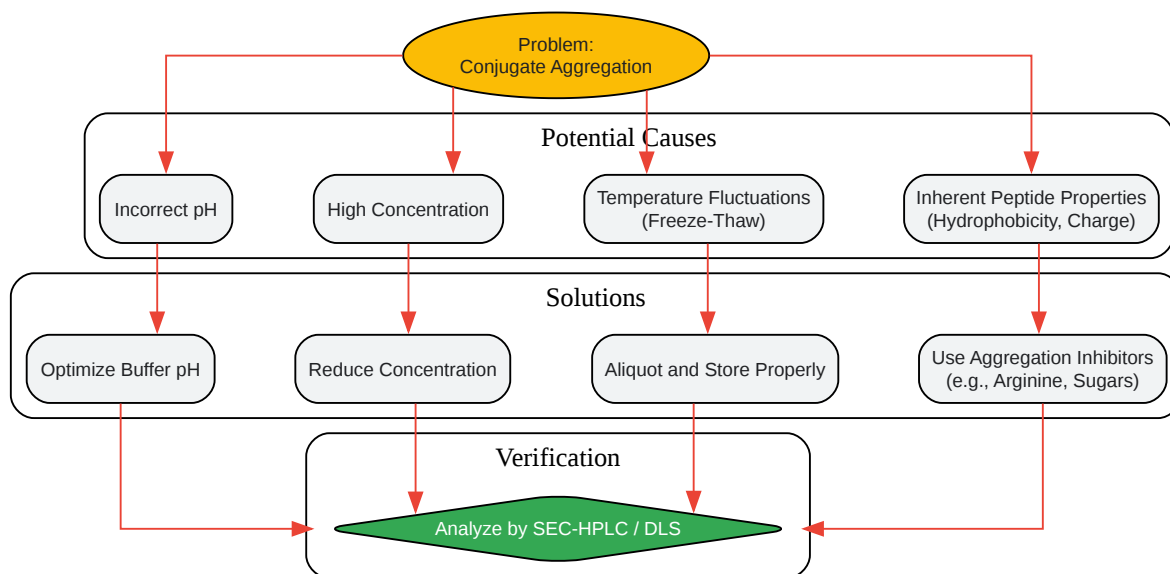 Problem:
Conjugate Aggregation
Potential Causes
Incorrect pH
High Concentration
Temperature Fluctuations
(Freeze-Thaw)
Inherent Peptide Properties
(Hydrophobicity, Charge)
Solutions
Optimize Buffer pH
Reduce Concentration
Aliquot and Store Properly
Use Aggregation Inhibitors
(e.g., Arginine, Sugars)
Verification
Analyze by SEC-HPLC / DLS